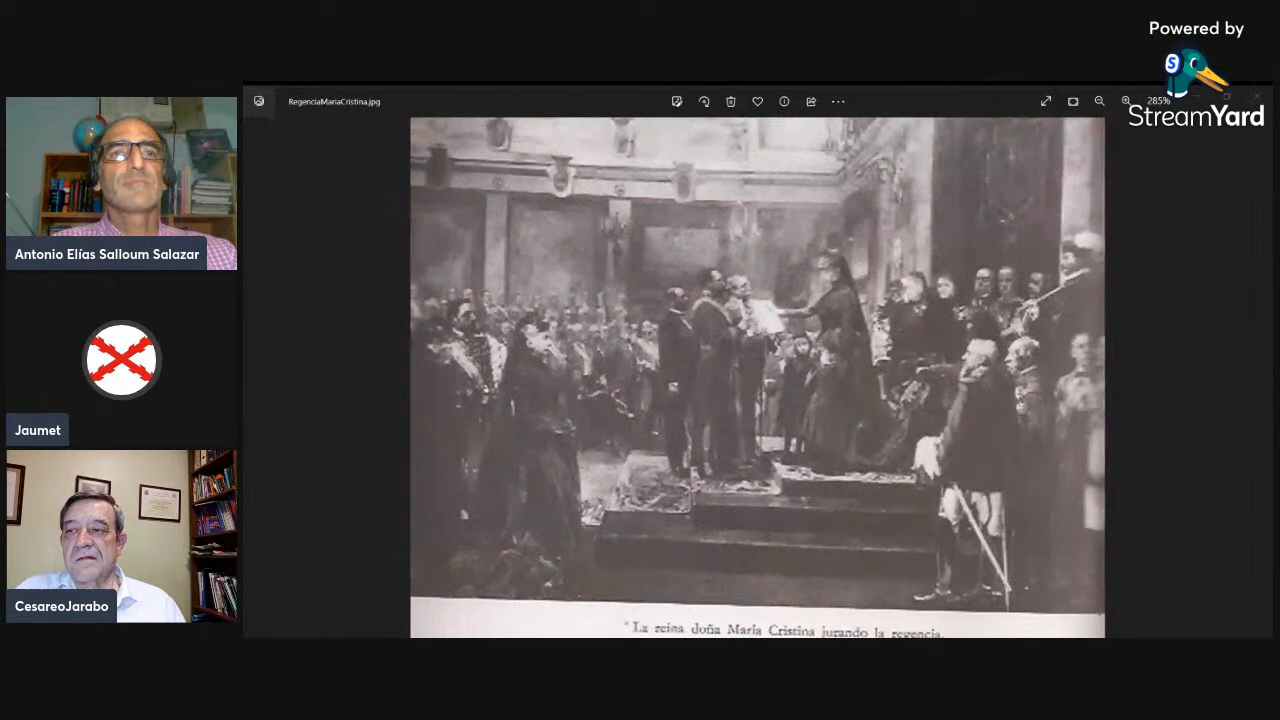 Powered by
StreamYard
RegenciaMariaCristina.jpg
285%
Antonio Elías Salloum Salazar
Jaumet
CesareoJarabo
La reina doña María Cristina jurando la regencia.